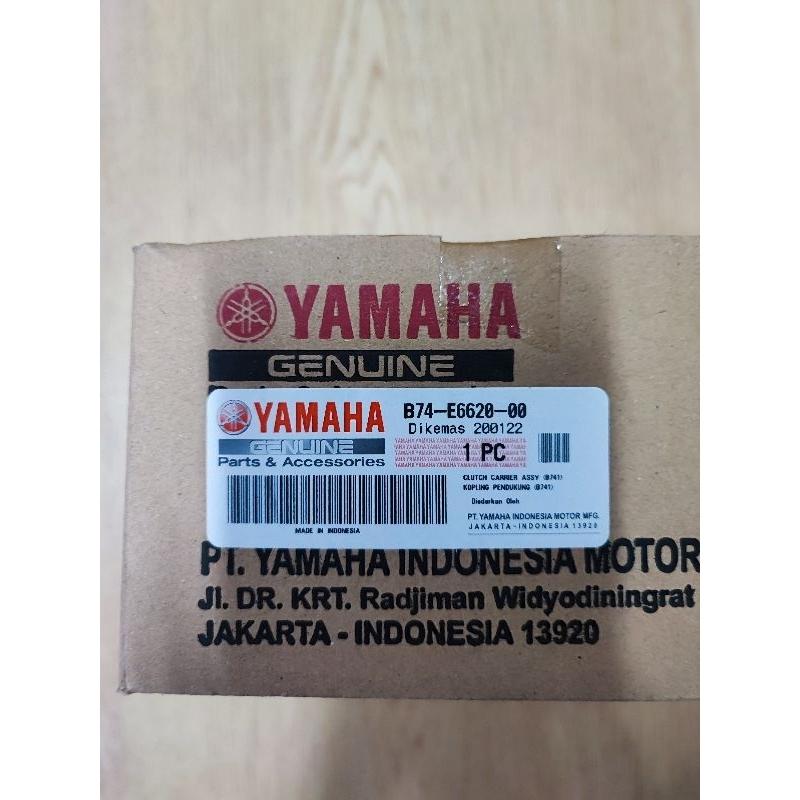 YAMAHA
GENUINE
YAMAHA
GENUINE
Parts & Accessories
B74-E6620-00
Dikemas 200122
1 PC
CLUTCH CARRIER ASSY (B741)
KOPLING PENDUKUNG (B741)
Diedarkan Oleh
PT. YAMAHA INDONESIA MOTOR MFG.
JAKARTA-INDONESIA 13920
MADE IN INDONESIA
PT. YAMAHA INDONESIA MOTOR
Jl. DR. KRT. Radjiman Widyodiningrat
JAKARTA - INDONESIA 13920